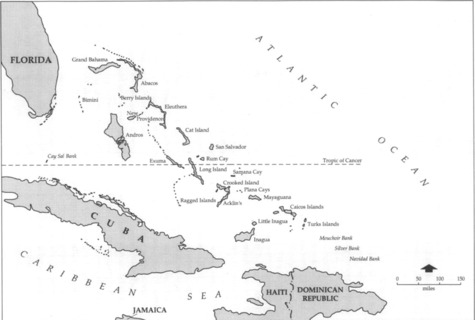 ATLANTIC
OCEAN
FLORIDA
Grand Bahama
Abacos
Bimini
Berry Islands
New
Providence
Eleuthera
Andros
Cat Island
San Salvador
Cay Sal Bank
Exuma
Rum Cay
Tropic of Cancer
Long Island
Samana Cay
Crooked Island
Plana Cays
Ragged Islands
Acklin's
Mayaguana
Caicos Islands
CUBA
Little Inagua
Turks Islands
Inagua
Mouchoir Bank
Silver Bank
Navidad Bank
CARIBBEAN SEA
0 50 100 150
miles
HAITI
DOMINICAN
REPUBLIC
JAMAICA